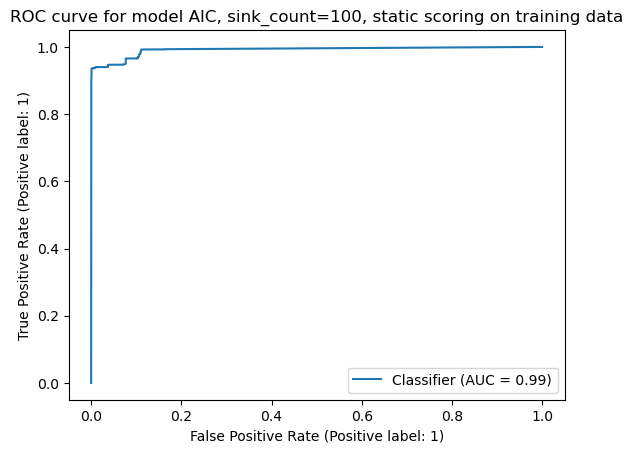 ROC curve for model AIC, sink_count=100, static scoring on training data
True Positive Rate (Positive label: 1)
1.0
0.8
0.6
0.4
0.2
0.0
Classifier (AUC = 0.99)
0.0 0.2 0.4 0.6 0.8 1.0
False Positive Rate (Positive label: 1)